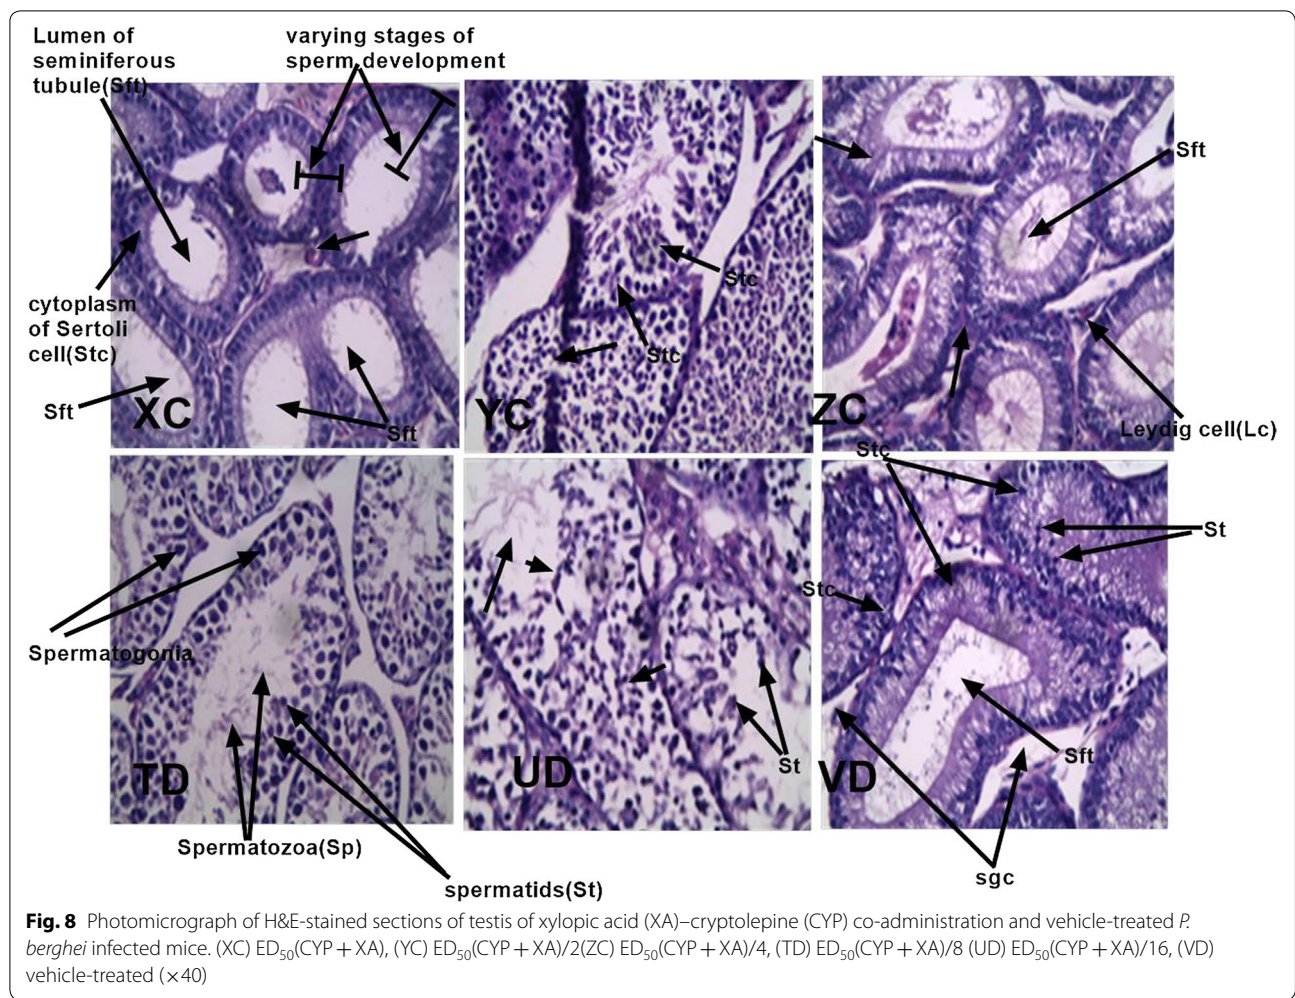 Lumen of
seminiferous
tubule(Sft)
varying stages of
sperm development
Sft
Stc
cytoplasm
of Sertoli
cell(Stc)
Stc
Sft
XC
Sft
YC
ZC
Leydig cell(Lc)
Stc
St
Stc
Spermatogonia
Sft
St
TD
UD
VD
Spermatozoa(Sp)
sgc
spermatids(St)
Fig. 8 Photomicrograph of H&E-stained sections of testis of xylopic acid (XA)–cryptolepine (CYP) co-administration and vehicle-treated P.
berghei infected mice. (XC) ED50(CYP + XA), (YC) ED50(CYP + XA)/2(ZC) ED50(CYP + XA)/4, (TD) ED50(CYP + XA)/8 (UD) ED50(CYP + XA)/16, (VD)
vehicle-treated (×40)